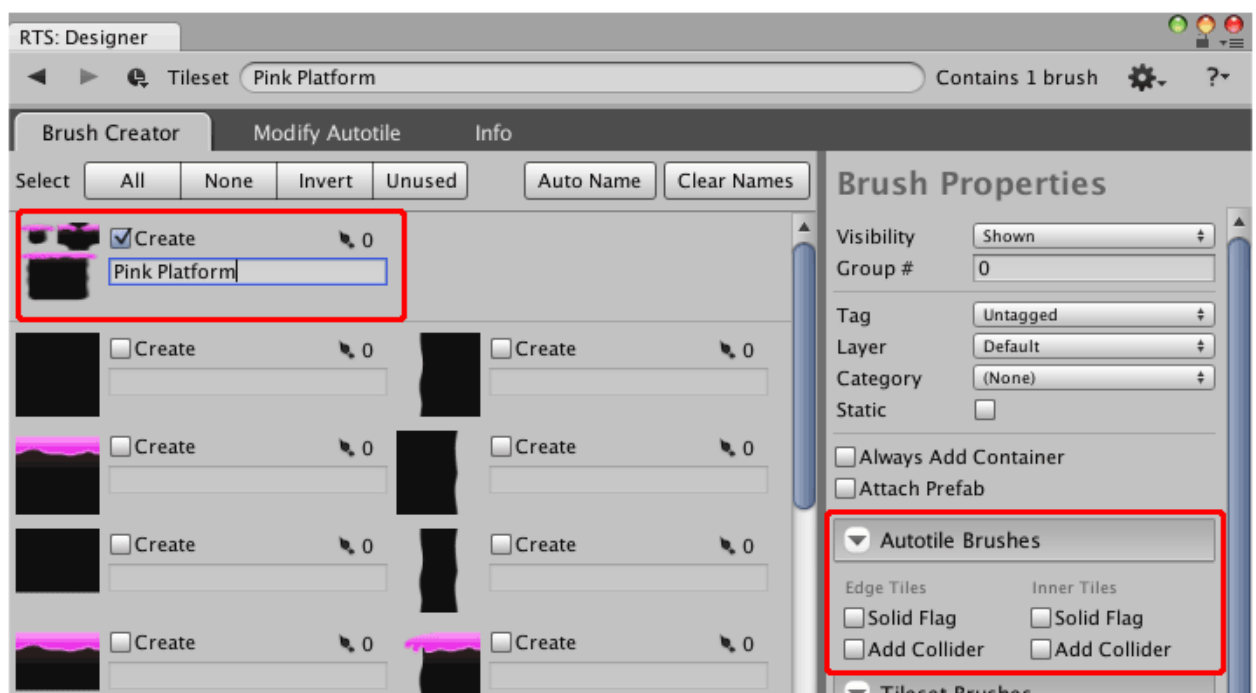 RTS: Designer
Tileset Pink Platform Contains 1 brush ?
Brush Creator Modify Autotile Info
Select All None Invert Unused Auto Name Clear Names
Create 0
Pink Platform
Create 0 Create 0
Create 0 Create 0
Create 0 Create 0
Create 0 Create 0
Brush Properties
Visibility Shown
Group # 0
Tag Untagged
Layer Default
Category (None)
Static
Always Add Container
Attach Prefab
Autotile Brushes
Edge Tiles Inner Tiles
Solid Flag Solid Flag
Add Collider Add Collider
Tileset Brushes